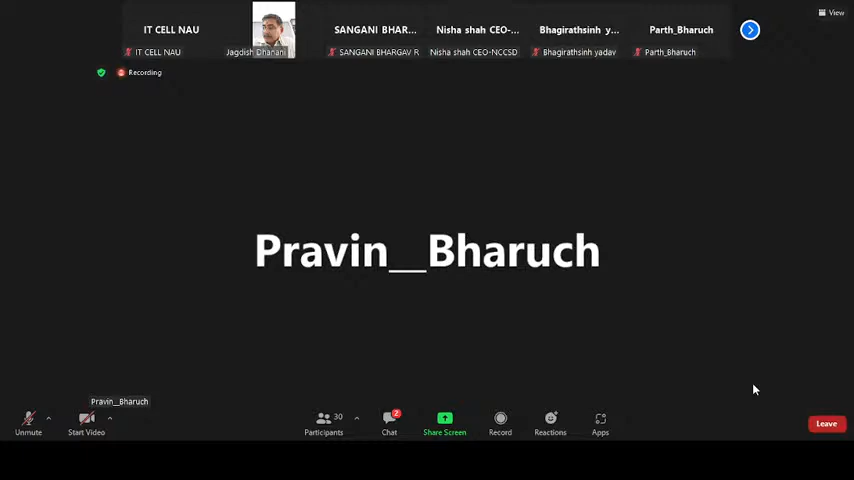 IT CELL NAU
SANGANI BHAR...
Nisha shah CEO-...
Bhagirathsinh y...
Parth_Bharuch
View
IT CELL NAU
Jagdish Dhanani
SANGANI BHARGAV R
Nisha shah CEO-NCCSD
Bhagirathsinh yadav
Parth_Bharuch
Recording
Pravin__Bharuch
Pravin__Bharuch
30
2
Unmute
Start Video
Participants
Chat
Share Screen
Record
Reactions
Apps
Leave